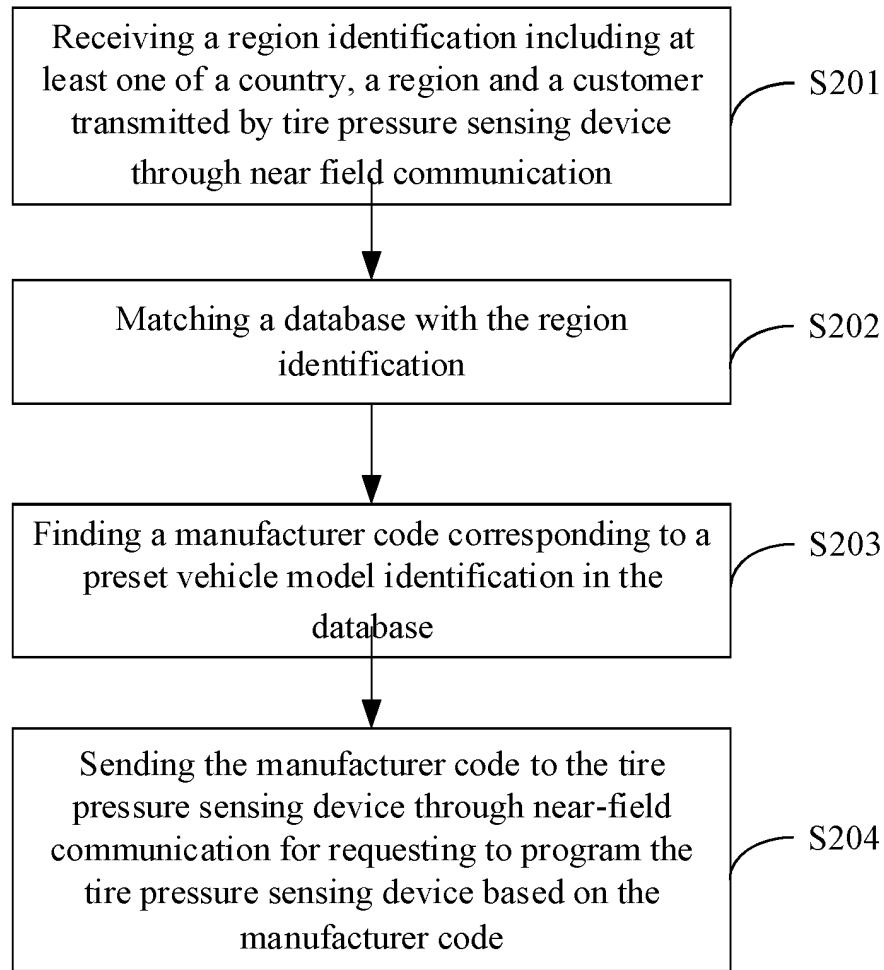 Receiving a region identification including at
least one of a country, a region and a customer
transmitted by tire pressure sensing device
through near field communication
S201
Matching a database with the region
identification
S202
Finding a manufacturer code corresponding to a
preset vehicle model identification in the
database
S203
Sending the manufacturer code to the tire
pressure sensing device through near-field
communication for requesting to program the
tire pressure sensing device based on the
manufacturer code
S204